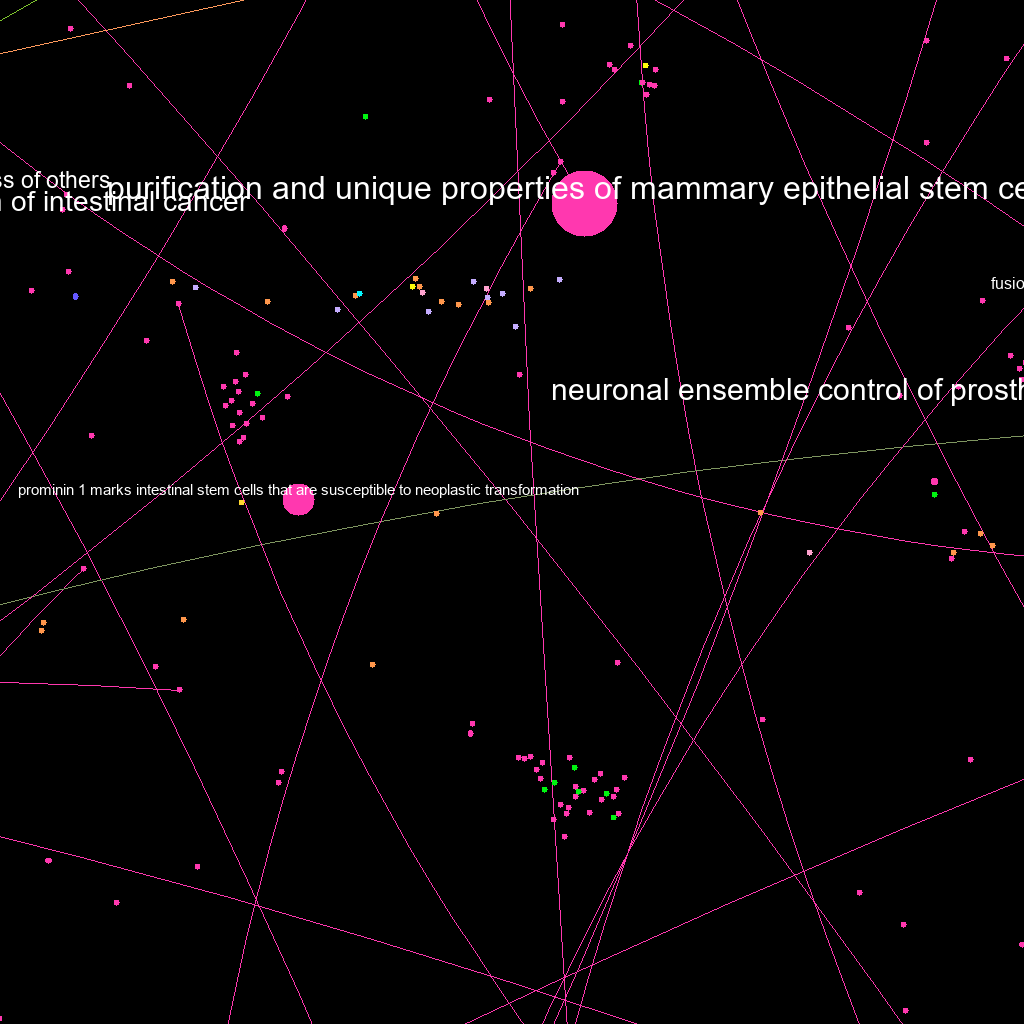 ss of others
purification and unique properties of mammary epithelial stem ce
of intestinal cancer
fusio
neuronal ensemble control of prosth
prominin 1 marks intestinal stem cells that are susceptible to neoplastic transformation